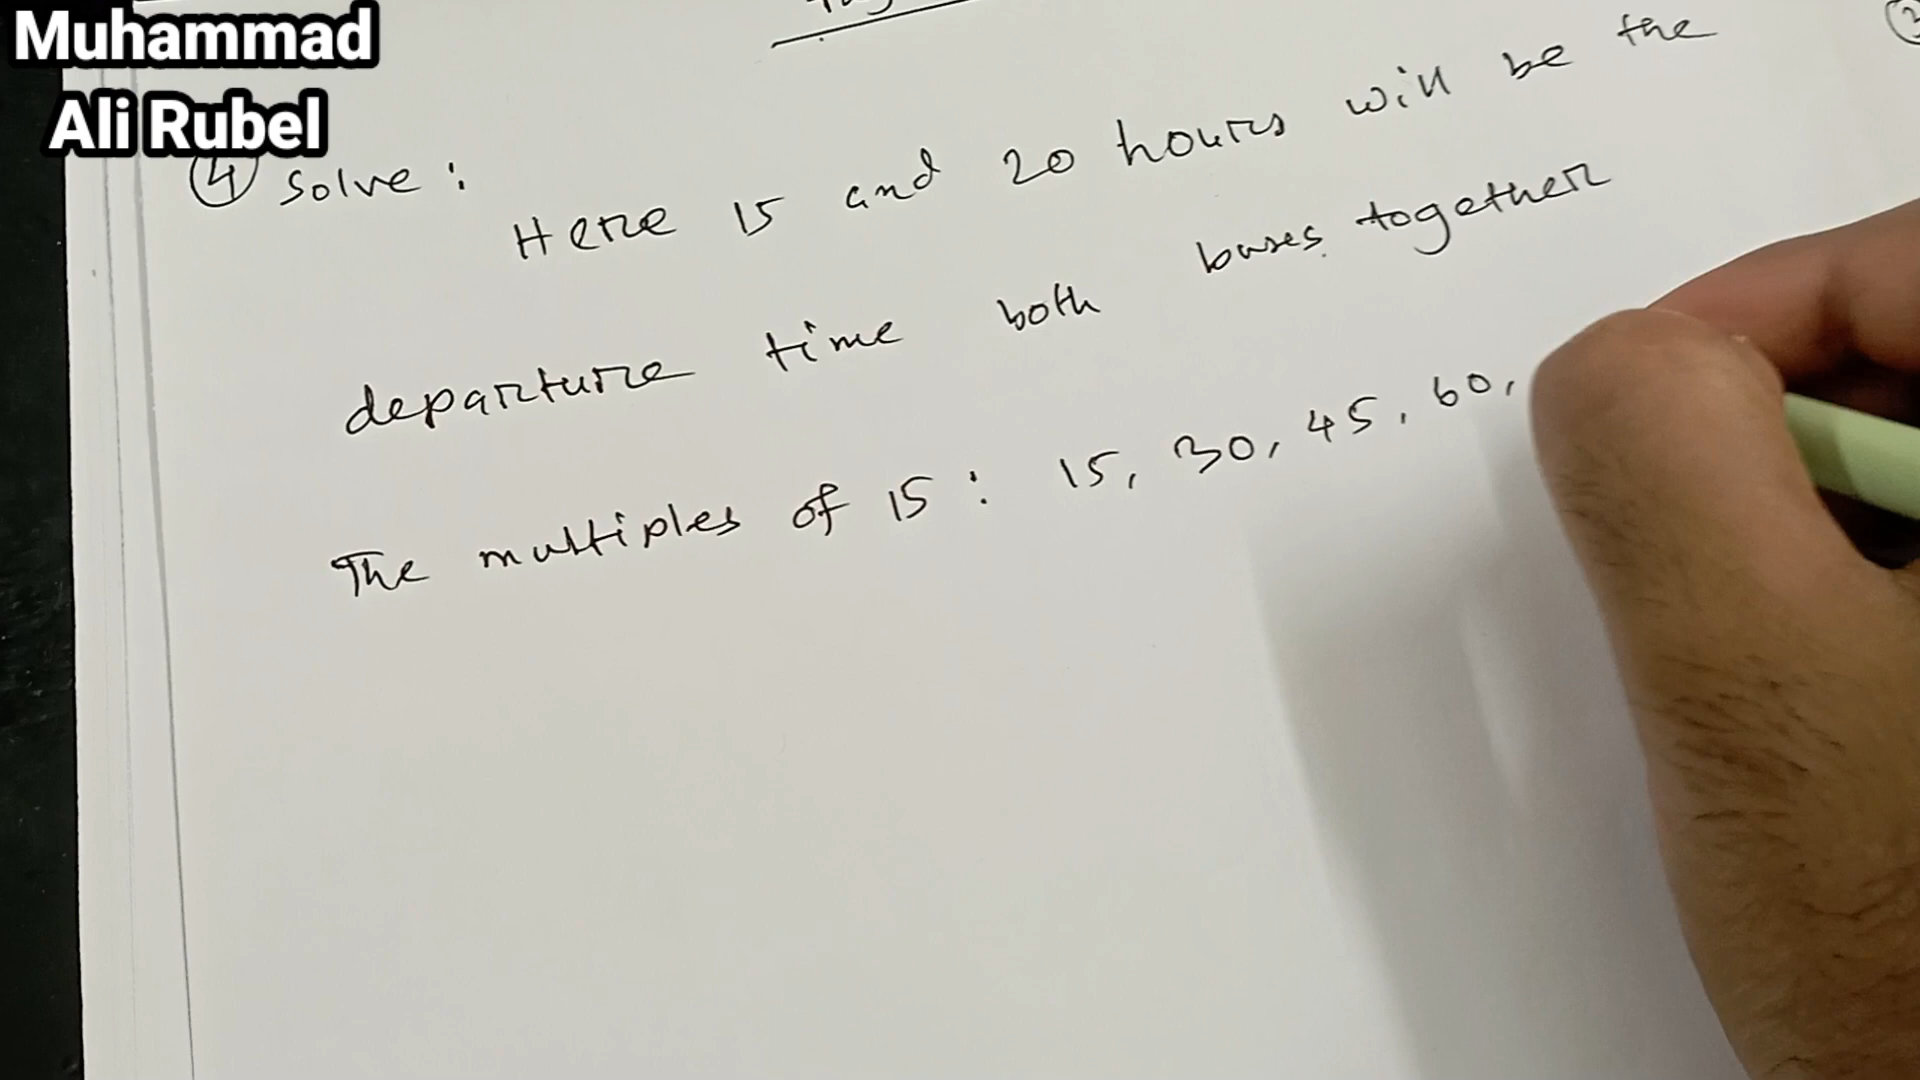 Muhammad
Ali Rubel
④ Solve :
Here 15 and 20 hours will be the
departure time both buses together
The multiples of 15 : 15, 30, 45, 60,